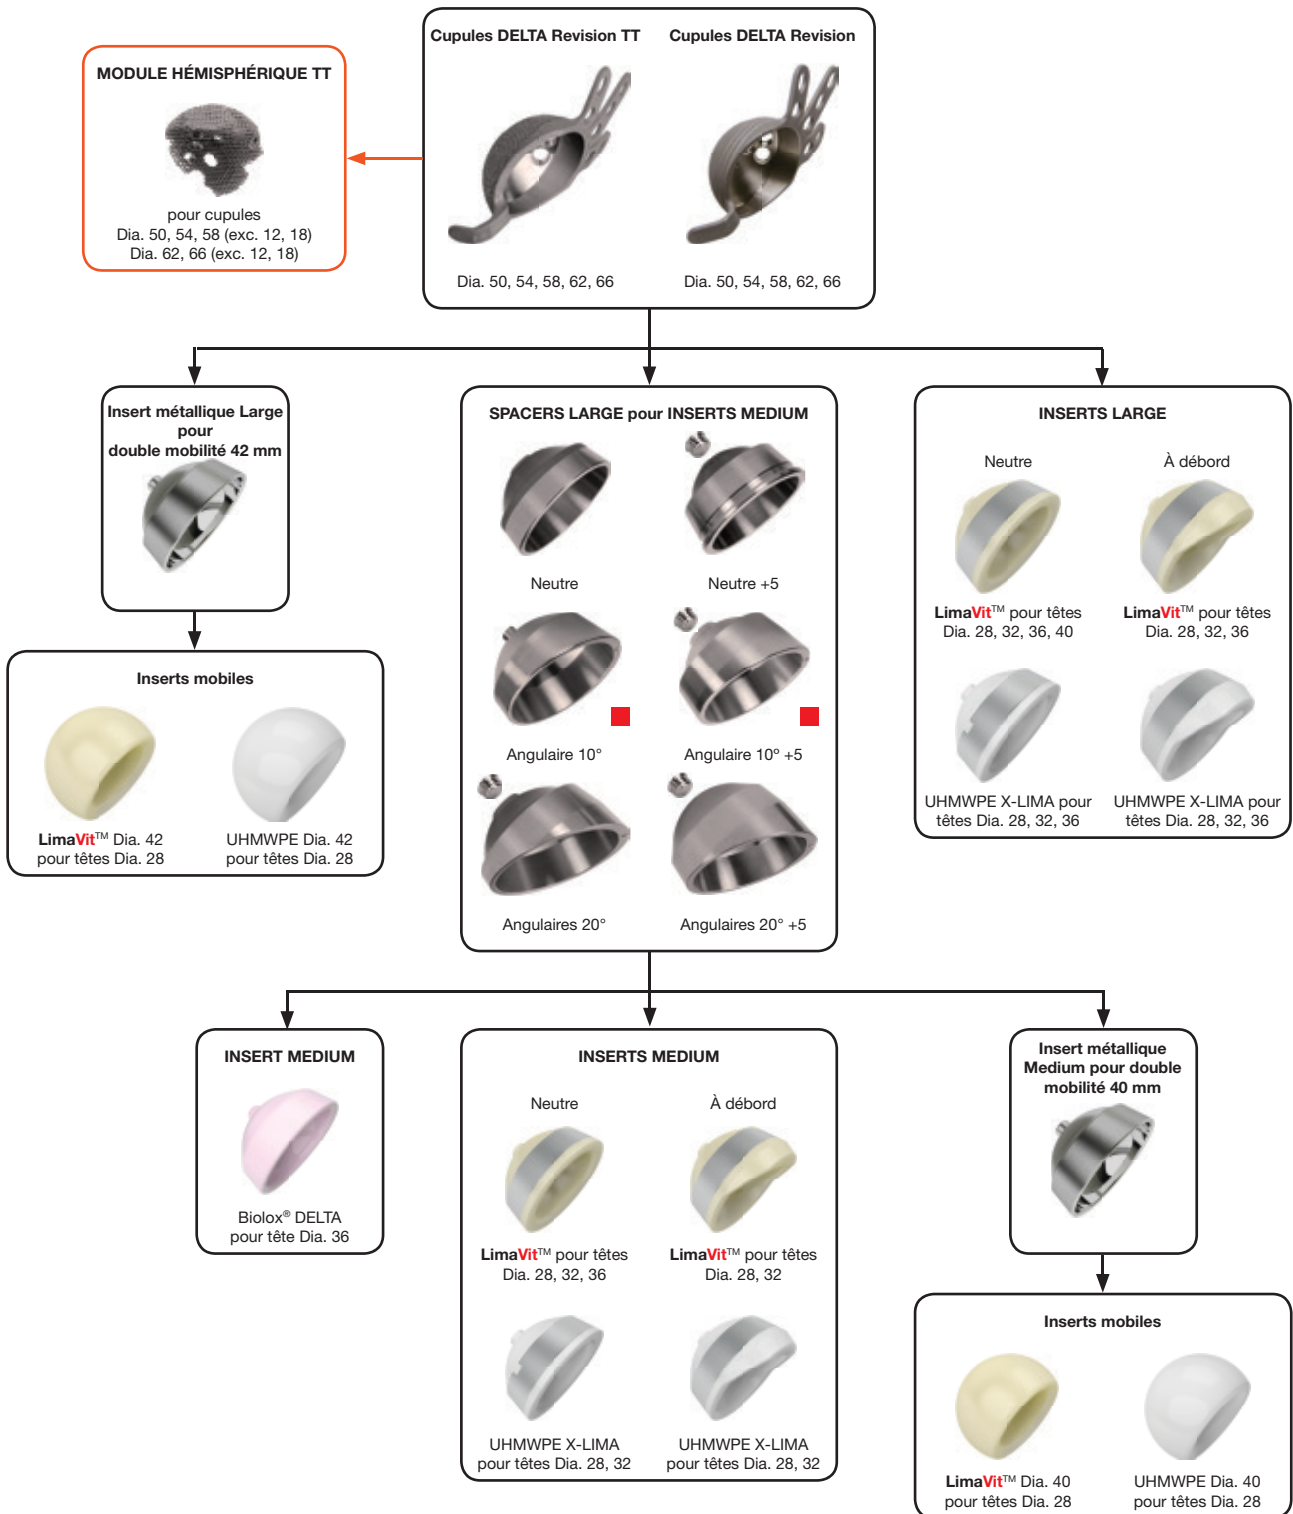 Cupules DELTA Revision TT
Cupules DELTA Revision
Dia. 50, 54, 58, 62, 66
Dia. 50, 54, 58, 62, 66
MODULE HÉMISPHÉRIQUE TT
pour cupules
Dia. 50, 54, 58 (exc. 12, 18)
Dia. 62, 66 (exc. 12, 18)
Insert métallique Large
pour
double mobilité 42 mm
Inserts mobiles
LimaVit™ Dia. 42
pour têtes Dia. 28
UHMWPE Dia. 42
pour têtes Dia. 28
SPACERS LARGE pour INSERTS MEDIUM
Neutre
Neutre +5
Angulaire 10°
Angulaire 10º +5
Angulaires 20°
Angulaires 20° +5
INSERTS LARGE
Neutre
À débord
LimaVit™ pour têtes
Dia. 28, 32, 36, 40
LimaVit™ pour têtes
Dia. 28, 32, 36
UHMWPE X-LIMA pour
têtes Dia. 28, 32, 36
UHMWPE X-LIMA pour
têtes Dia. 28, 32, 36
INSERT MEDIUM
Biolox® DELTA
pour tête Dia. 36
INSERTS MEDIUM
Neutre
À débord
LimaVit™ pour têtes
Dia. 28, 32, 36
LimaVit™ pour têtes
Dia. 28, 32
UHMWPE X-LIMA
pour têtes Dia. 28, 32
UHMWPE X-LIMA
pour têtes Dia. 28, 32
Insert métallique
Medium pour double
mobilité 40 mm
Inserts mobiles
LimaVit™ Dia. 40
pour têtes Dia. 28
UHMWPE Dia. 40
pour têtes Dia. 28